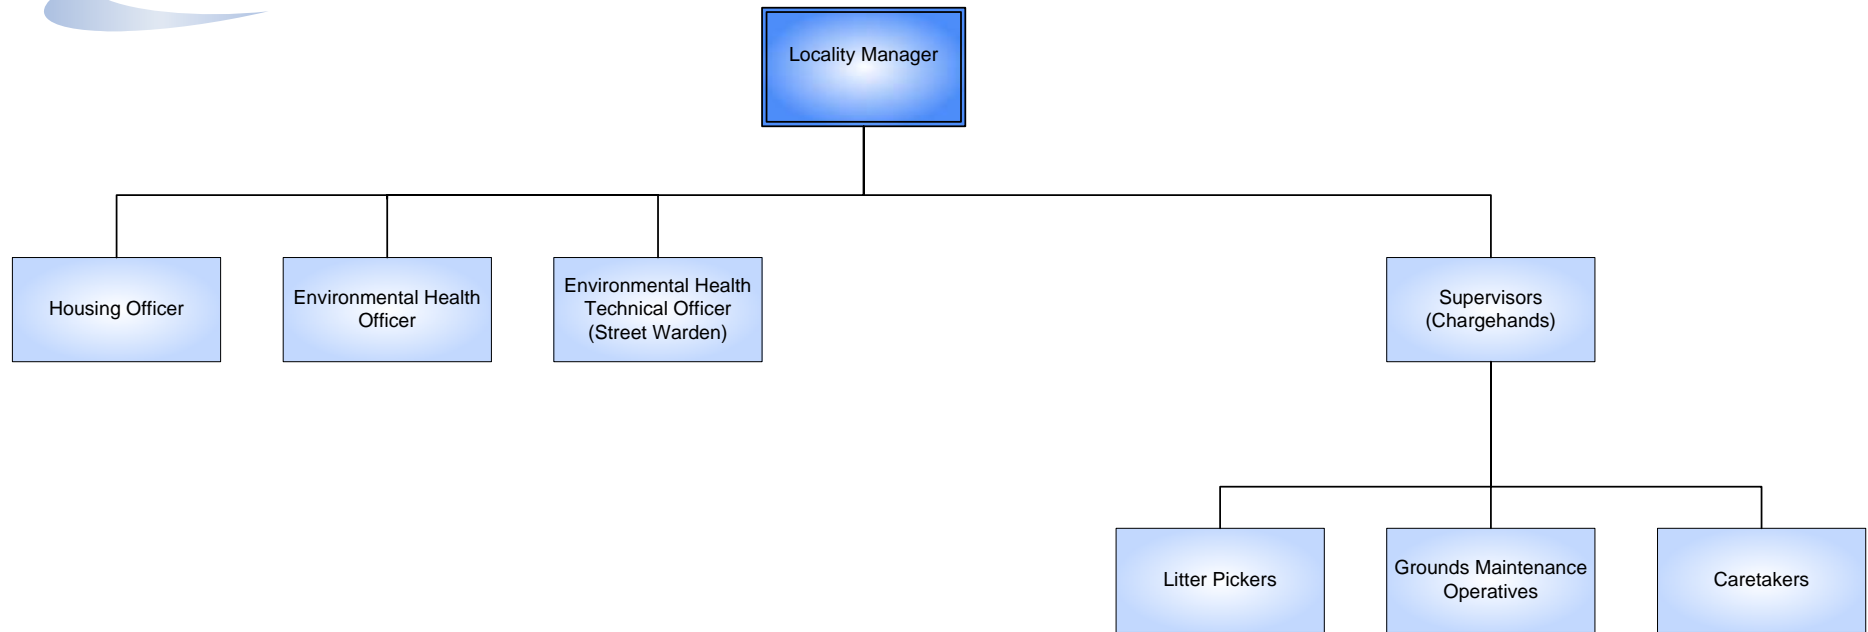 Locality Manager
Housing Officer
Environmental Health
Officer
Environmental Health
Technical Officer
(Street Warden)
Supervisors
(Chargehands)
Litter Pickers
Grounds Maintenance
Operatives
Caretakers